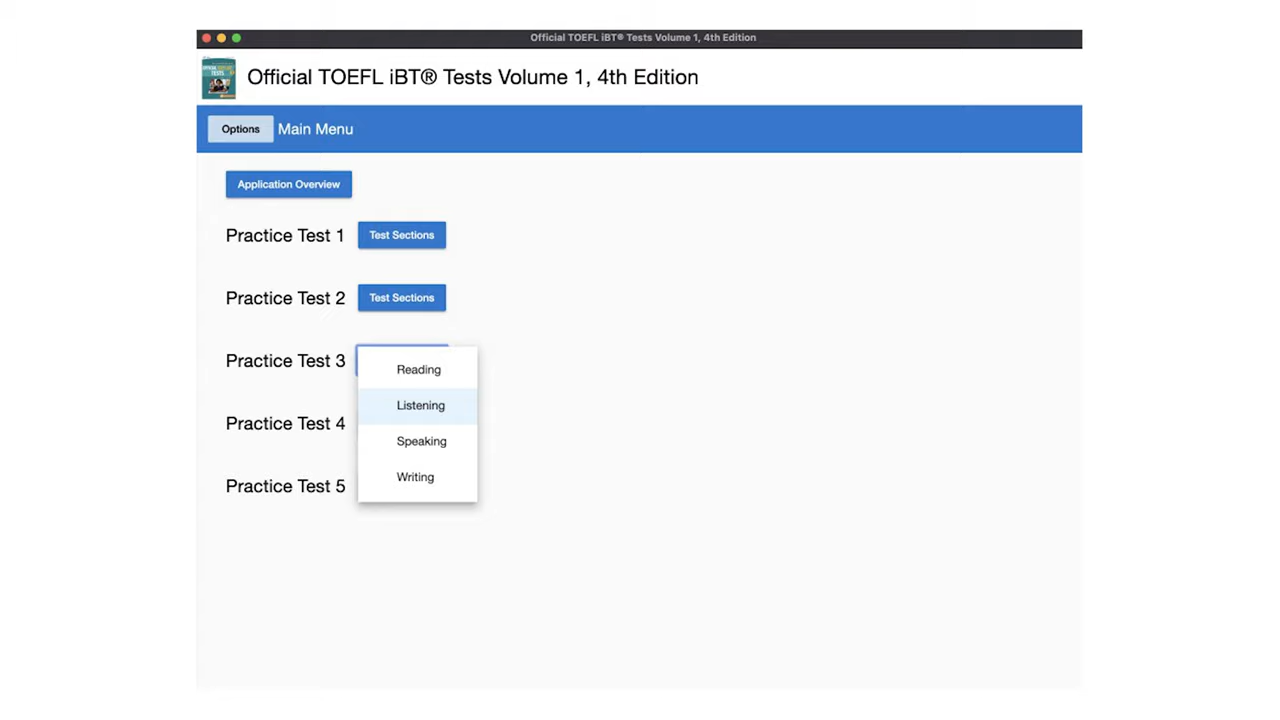 Official TOEFL iBT® Tests Volume 1, 4th Edition
Official TOEFL iBT® Tests Volume 1, 4th Edition
Options Main Menu
Application Overview
Practice Test 1 Test Sections
Practice Test 2 Test Sections
Practice Test 3
Reading
Listening
Practice Test 4
Speaking
Writing
Practice Test 5